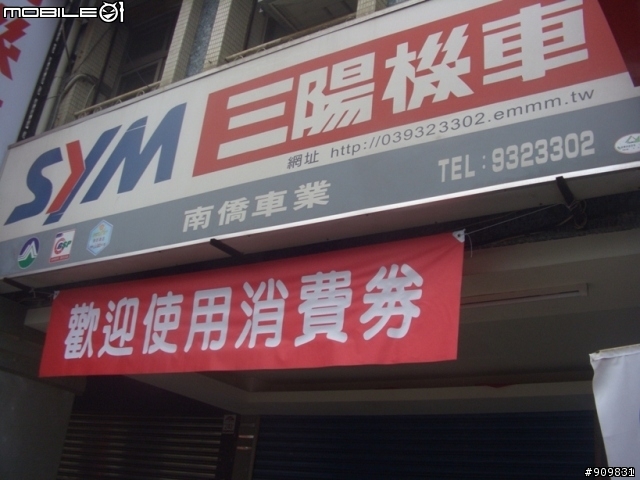 mobile01
SYM 三陽機車
網址 http://039323302.emmm.tw
南僑車業 TEL:9323302
歡迎使用消費券
#909831